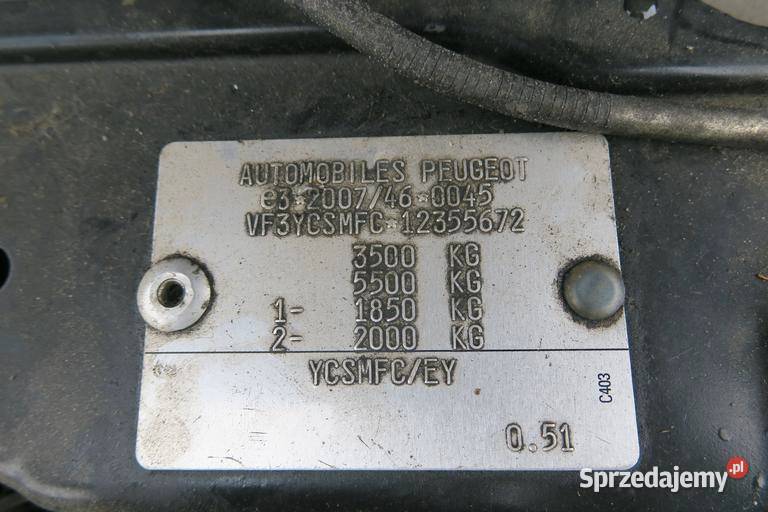 AUTOMOBILES PEUGEOT
e3*2007/46*0045
VF3YCSMFC*12355672
3500 KG
5500 KG
1- 1850 KG
2- 2000 KG
YCSMFC/EY
C403
0.51
Sprzedajemy.pl